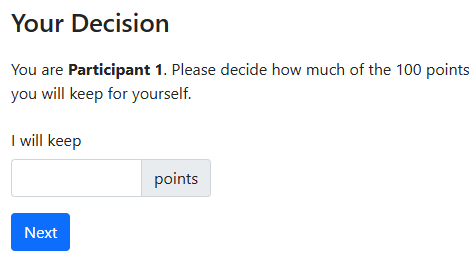 Your Decision
You are Participant 1. Please decide how much of the 100 points
you will keep for yourself.
I will keep
points
Next